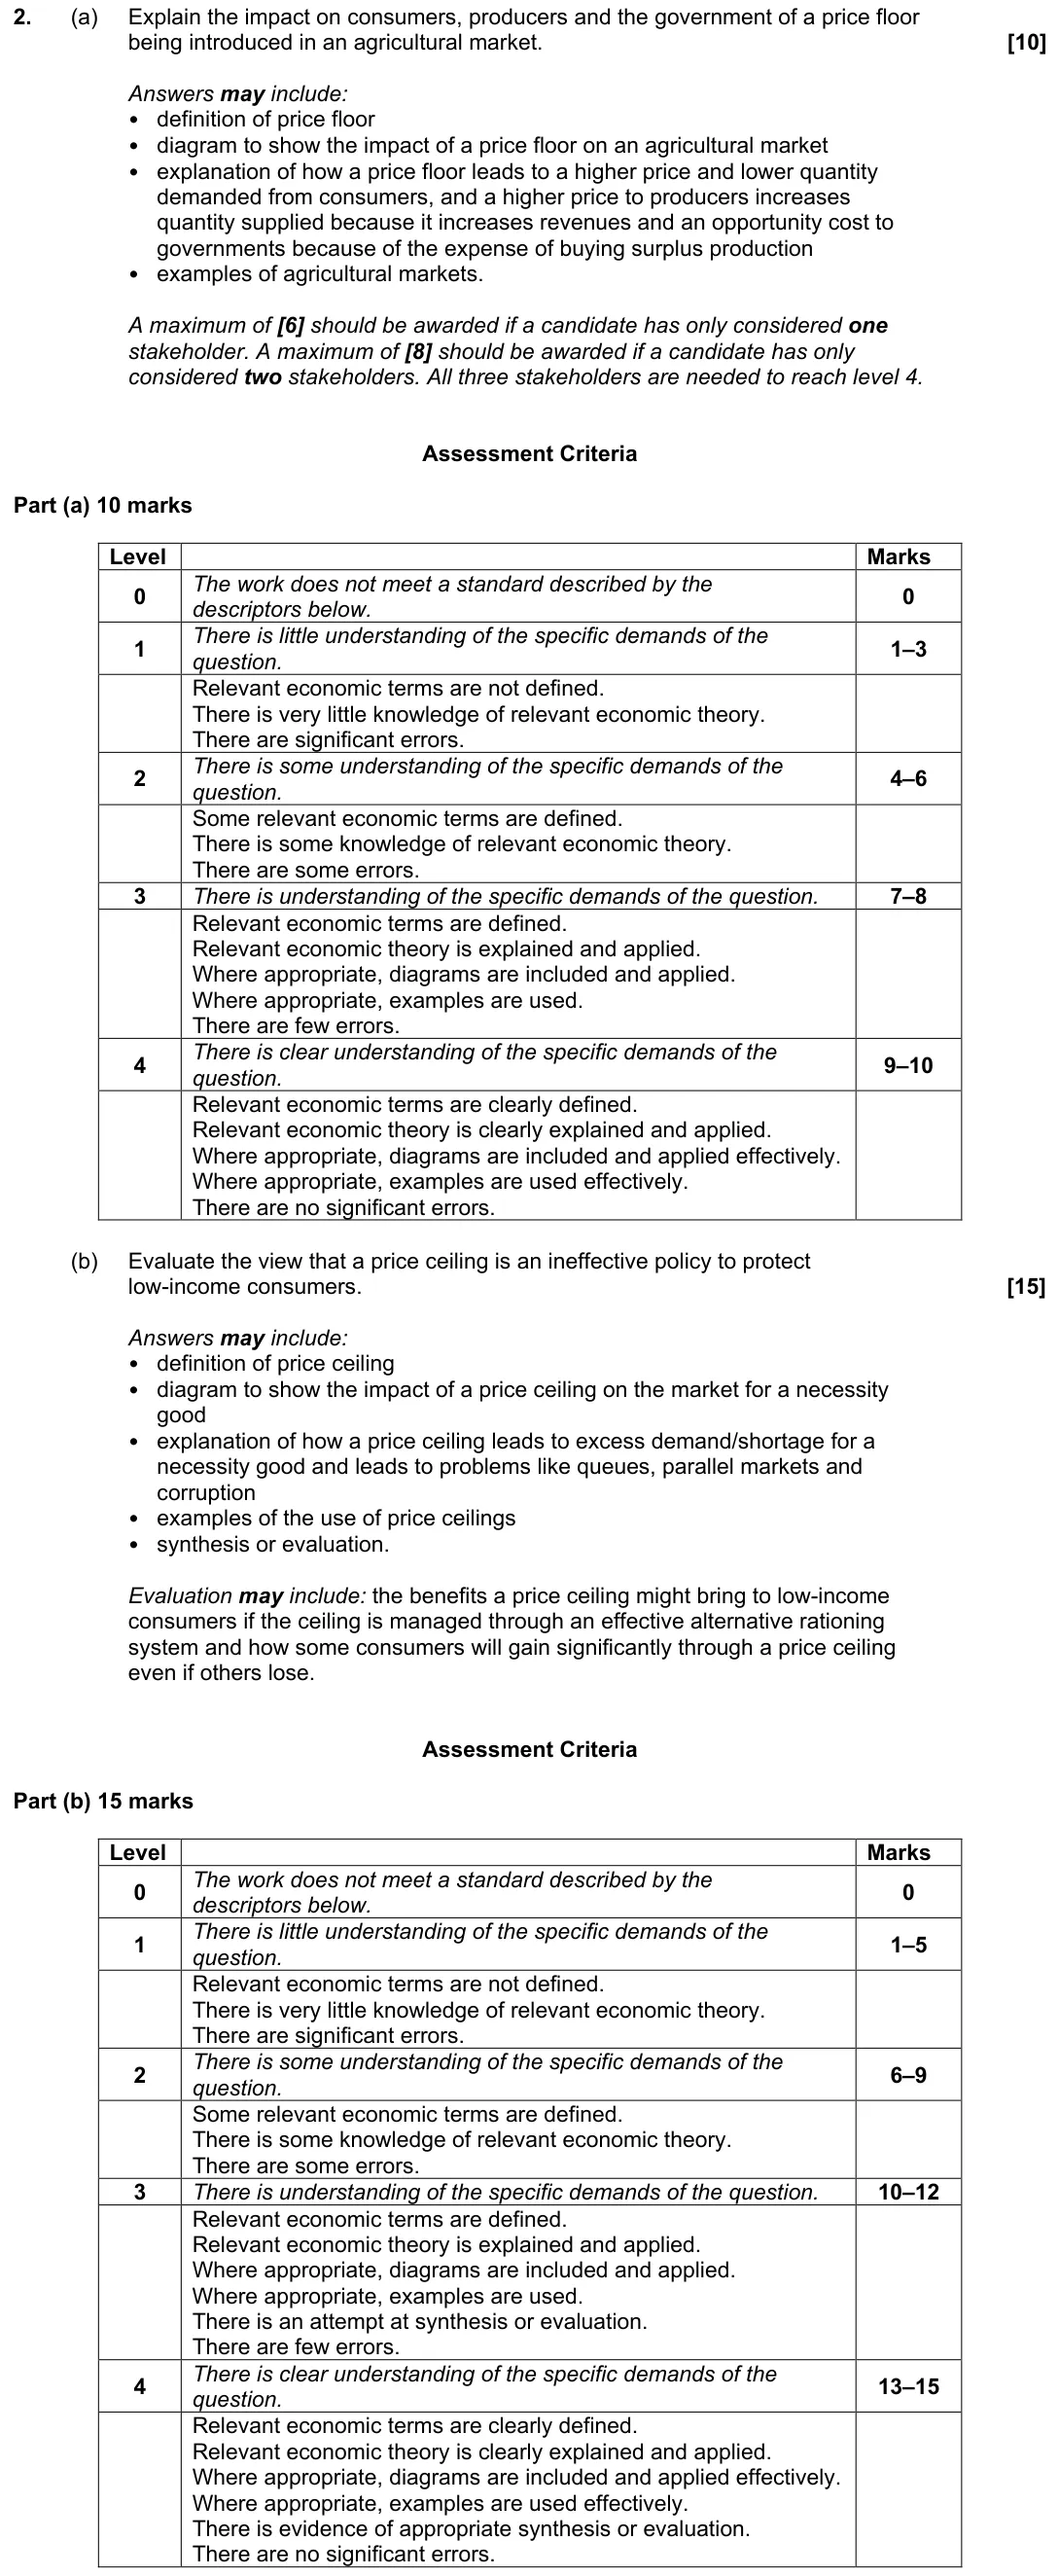 2. (a) Explain the impact on consumers, producers and the government of a price floor
being introduced in an agricultural market. [10]
Answers may include:
• definition of price floor
• diagram to show the impact of a price floor on an agricultural market
• explanation of how a price floor leads to a higher price and lower quantity
demanded from consumers, and a higher price to producers increases
quantity supplied because it increases revenues and an opportunity cost to
governments because of the expense of buying surplus production
• examples of agricultural markets.
A maximum of [6] should be awarded if a candidate has only considered one
stakeholder. A maximum of [8] should be awarded if a candidate has only
considered two stakeholders. All three stakeholders are needed to reach level 4.
Assessment Criteria
Part (a) 10 marks
Level Marks
The work does not meet a standard described by the
0 0
descriptors below.
There is little understanding of the specific demands of the
1 1–3
question.
Relevant economic terms are not defined.
There is very little knowledge of relevant economic theory.
There are significant errors.
There is some understanding of the specific demands of the
2 4–6
question.
Some relevant economic terms are defined.
There is some knowledge of relevant economic theory.
There are some errors.
3 There is understanding of the specific demands of the question. 7–8
Relevant economic terms are defined.
Relevant economic theory is explained and applied.
Where appropriate, diagrams are included and applied.
Where appropriate, examples are used.
There are few errors.
There is clear understanding of the specific demands of the
4 9–10
question.
Relevant economic terms are clearly defined.
Relevant economic theory is clearly explained and applied.
Where appropriate, diagrams are included and applied effectively.
Where appropriate, examples are used effectively.
There are no significant errors.
(b) Evaluate the view that a price ceiling is an ineffective policy to protect
low-income consumers. [15]
Answers may include:
• definition of price ceiling
• diagram to show the impact of a price ceiling on the market for a necessity
good
• explanation of how a price ceiling leads to excess demand/shortage for a
necessity good and leads to problems like queues, parallel markets and
corruption
• examples of the use of price ceilings
• synthesis or evaluation.
Evaluation may include: the benefits a price ceiling might bring to low-income
consumers if the ceiling is managed through an effective alternative rationing
system and how some consumers will gain significantly through a price ceiling
even if others lose.
Assessment Criteria
Part (b) 15 marks
Level Marks
The work does not meet a standard described by the
0 0
descriptors below.
There is little understanding of the specific demands of the
1 1–5
question.
Relevant economic terms are not defined.
There is very little knowledge of relevant economic theory.
There are significant errors.
There is some understanding of the specific demands of the
2 6–9
question.
Some relevant economic terms are defined.
There is some knowledge of relevant economic theory.
There are some errors.
3 There is understanding of the specific demands of the question. 10–12
Relevant economic terms are defined.
Relevant economic theory is explained and applied.
Where appropriate, diagrams are included and applied.
Where appropriate, examples are used.
There is an attempt at synthesis or evaluation.
There are few errors.
There is clear understanding of the specific demands of the
4 13–15
question.
Relevant economic terms are clearly defined.
Relevant economic theory is clearly explained and applied.
Where appropriate, diagrams are included and applied effectively.
Where appropriate, examples are used effectively.
There is evidence of appropriate synthesis or evaluation.
There are no significant errors.